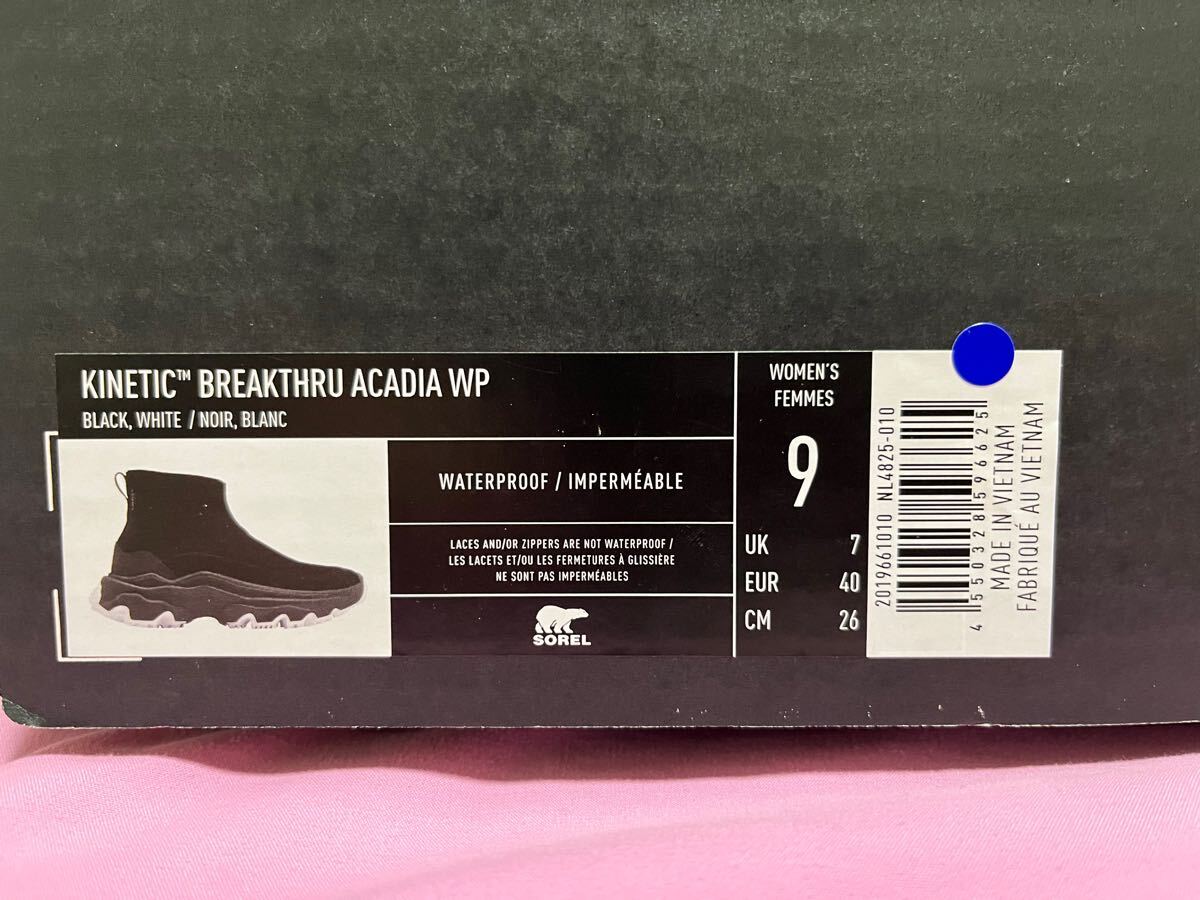 KINETIC™ BREAKTHRU ACADIA WP
BLACK, WHITE / NOIR, BLANC
WATERPROOF / IMPERMÉABLE
LACES AND/OR ZIPPERS ARE NOT WATERPROOF /
LES LACETS ET/OU LES FERMETURES À GLISSIÈRE
NE SONT PAS IMPERMÉABLES
SOREL
WOMEN'S
FEMMES
9
UK 7
EUR 40
CM 26
2019661010 NL4825-010
4 550328 596625
MADE IN VIETNAM
FABRIQUÉ AU VIETNAM